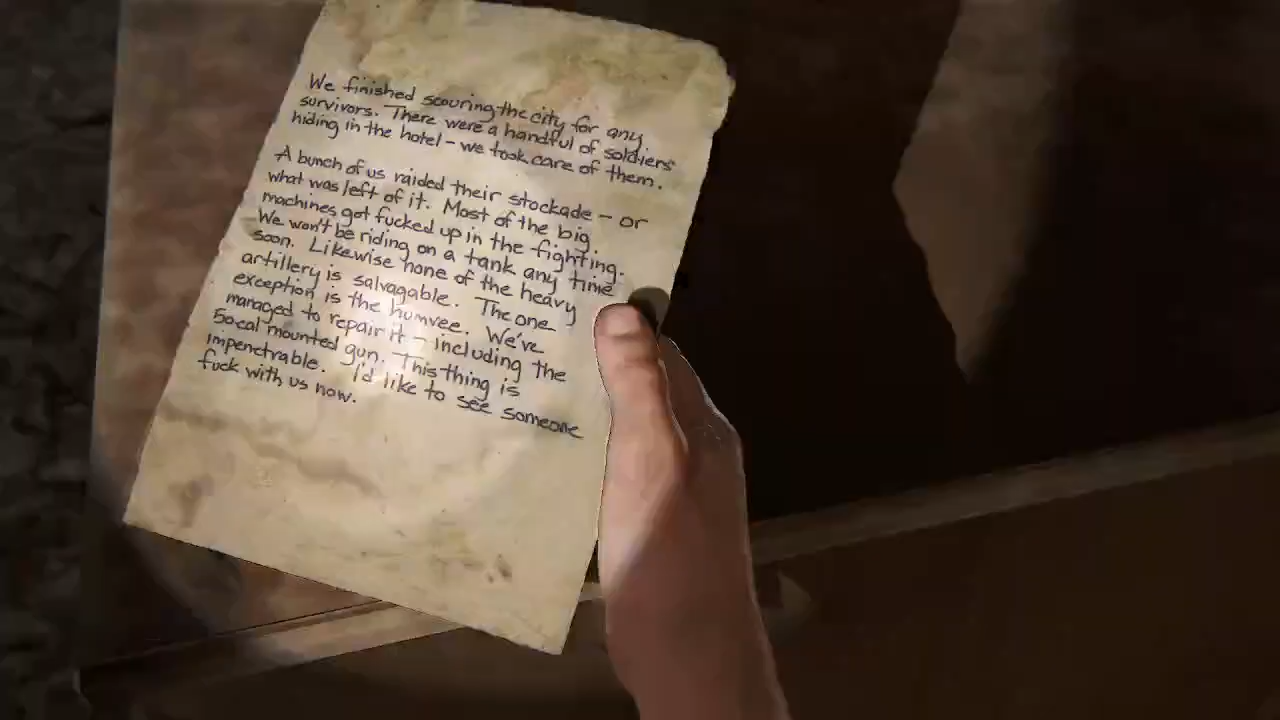 We finished scouring the city for any
survivors. There were a handful of soldiers
hiding in the hotel – we took care of them.
A bunch of us raided their stockade – or
what was left of it. Most of the big
machines got fucked up in the fighting.
We won't be riding on a tank any time
soon. Likewise none of the heavy
artillery is salvagable. The one
exception is the humvee. We've
managed to repair it – including the
50cal mounted gun. This thing is
impenetrable. I'd like to see someone
fuck with us now.